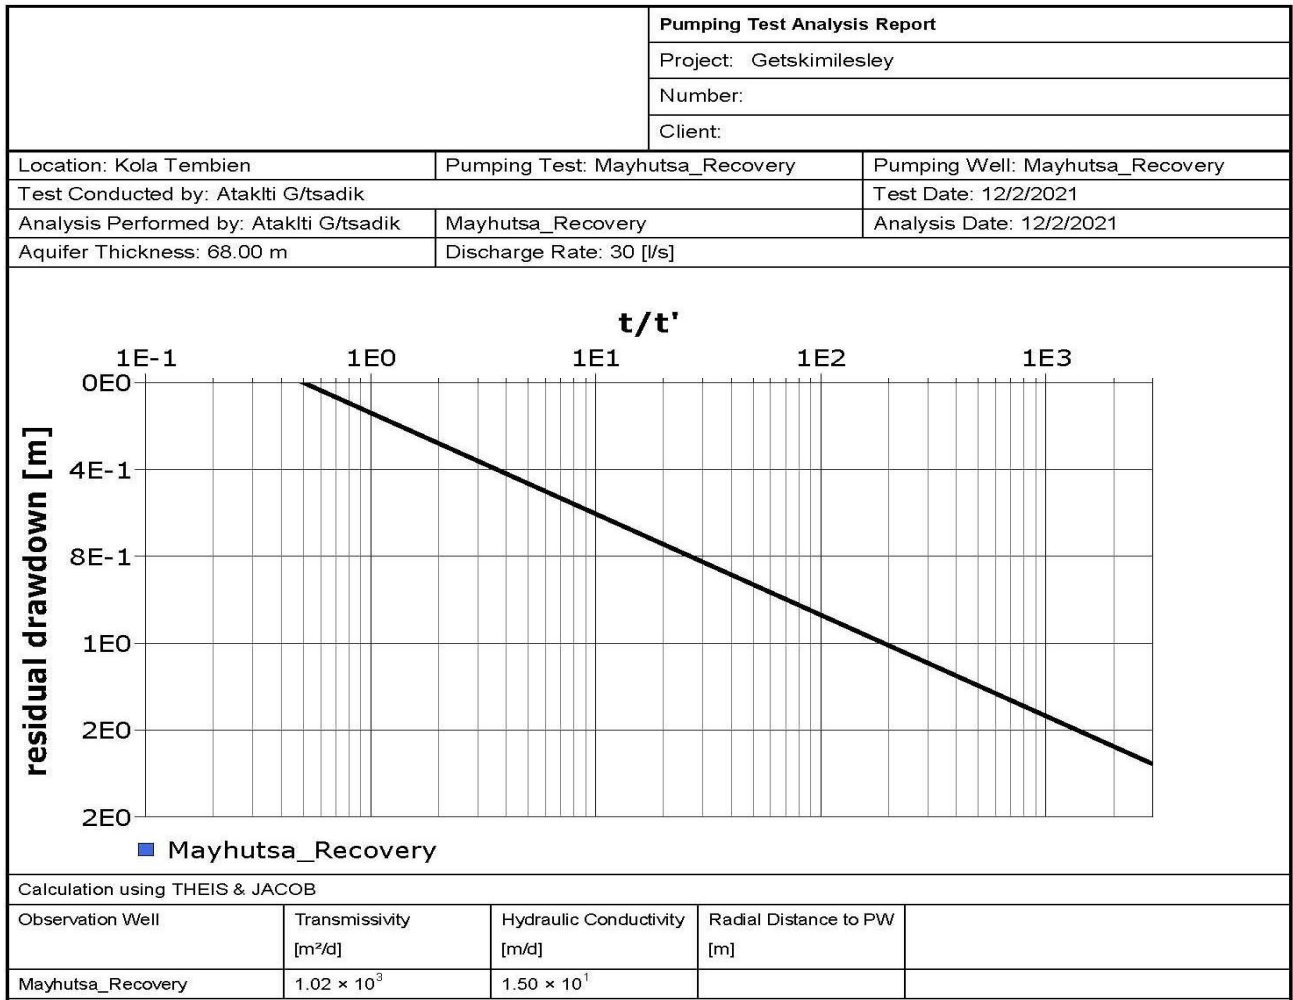 Pumping Test Analysis Report
Project: Getskimilesley
Number:
Client:
Location: Kola Tembien
Pumping Test: Mayhutsa_Recovery
Pumping Well: Mayhutsa_Recovery
Test Conducted by: Ataklti G/tsadik
Test Date: 12/2/2021
Analysis Performed by: Ataklti G/tsadik
Mayhutsa_Recovery
Analysis Date: 12/2/2021
Aquifer Thickness: 68.00 m
Discharge Rate: 30 [l/s]
t/t'
1E-1 1E0 1E1 1E2 1E3
0E0
4E-1
8E-1
1E0
2E0
2E0
residual drawdown [m]
Mayhutsa_Recovery
Calculation using THEIS & JACOB
Observation Well
Transmissivity
[m²/d]
Hydraulic Conductivity
[m/d]
Radial Distance to PW
[m]
Mayhutsa_Recovery
1.02 × 10³
1.50 × 10¹